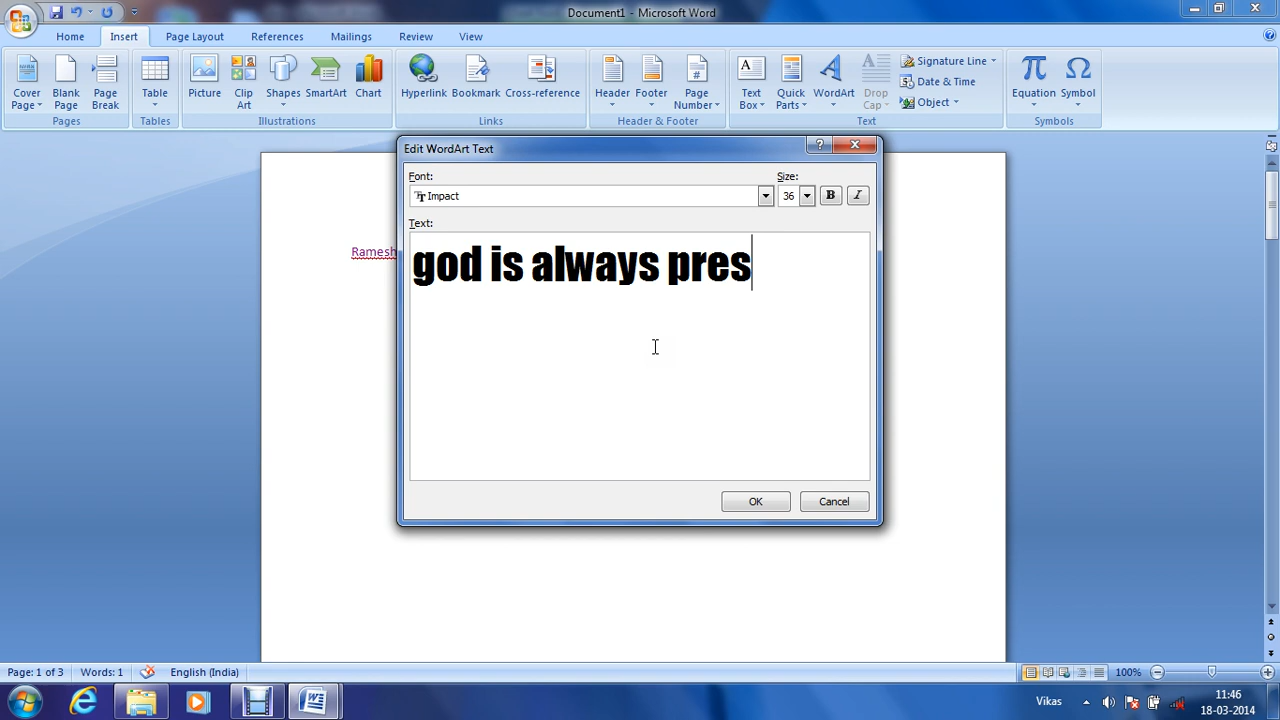 Document1 - Microsoft Word
Home Insert Page Layout References Mailings Review View
Cover Page
Blank Page
Page Break
Table
Picture
Clip Art
Shapes
SmartArt
Chart
Hyperlink
Bookmark
Cross-reference
Header
Footer
Page Number
Text Box
Quick Parts
WordArt
Drop Cap
Signature Line
Date & Time
Object
Equation
Symbol
Pages Tables Illustrations Links Header & Footer Text Symbols
Edit WordArt Text
Font: Size:
Impact 36 B I
Text:
god is always pres
Ramesh
OK Cancel
Page: 1 of 3 Words: 1 English (India) 100%
Vikas 11:46
18-03-2014